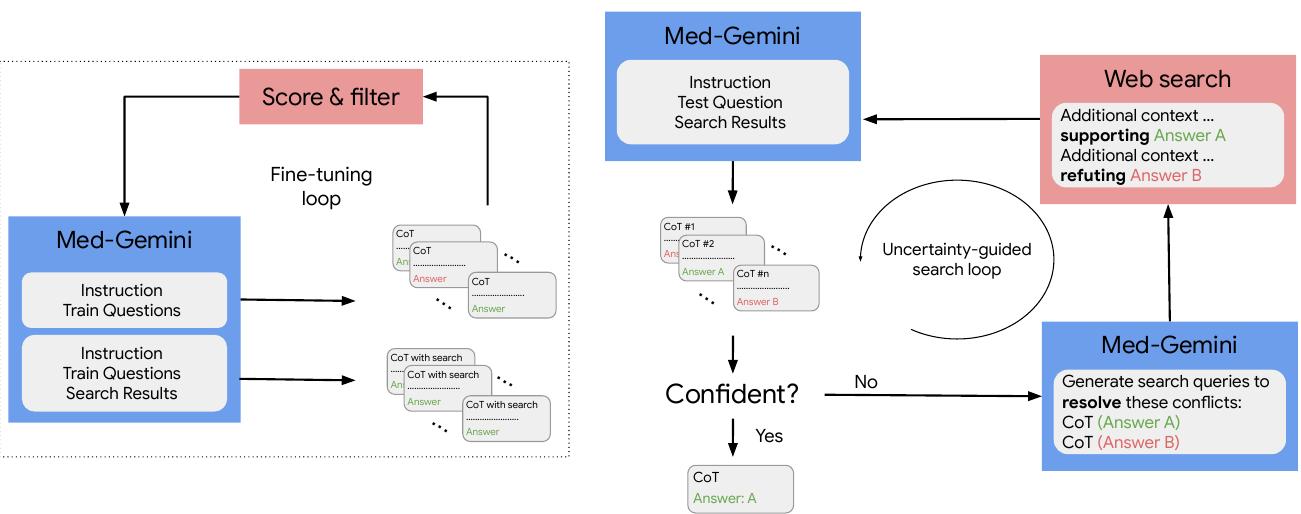 Score & filter
Fine-tuning
loop
Med-Gemini
Instruction
Train Questions
Instruction
Train Questions
Search Results
CoT
An
CoT
Answer
CoT
Answer
CoT with search
An
CoT with search
Answer
CoT with search
Answer
Med-Gemini
Instruction
Test Question
Search Results
CoT #1
Ans
CoT #2
Answer A
CoT #n
Answer B
Confident?
No
Yes
CoT
Answer: A
Uncertainty-guided
search loop
Web search
Additional context ...
supporting Answer A
Additional context ...
refuting Answer B
Med-Gemini
Generate search queries to
resolve these conflicts:
CoT (Answer A)
CoT (Answer B)